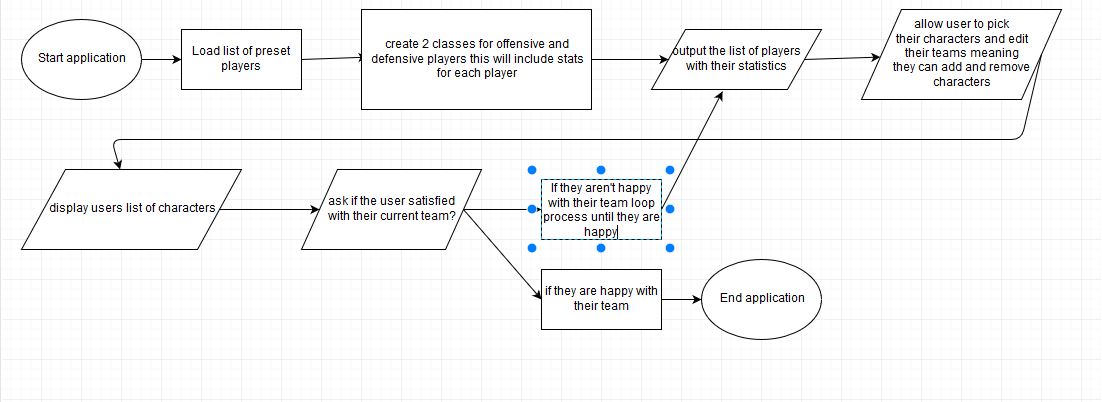 Start application
Load list of preset
players
create 2 classes for offensive and
defensive players this will include stats
for each player
output the list of players
with their statistics
allow user to pick
their characters and edit
their teams meaning
they can add and remove
characters
display users list of characters
ask if the user satisfied
with their current team?
If they aren't happy
with their team loop
process until they are
happy
if they are happy with
their team
End application